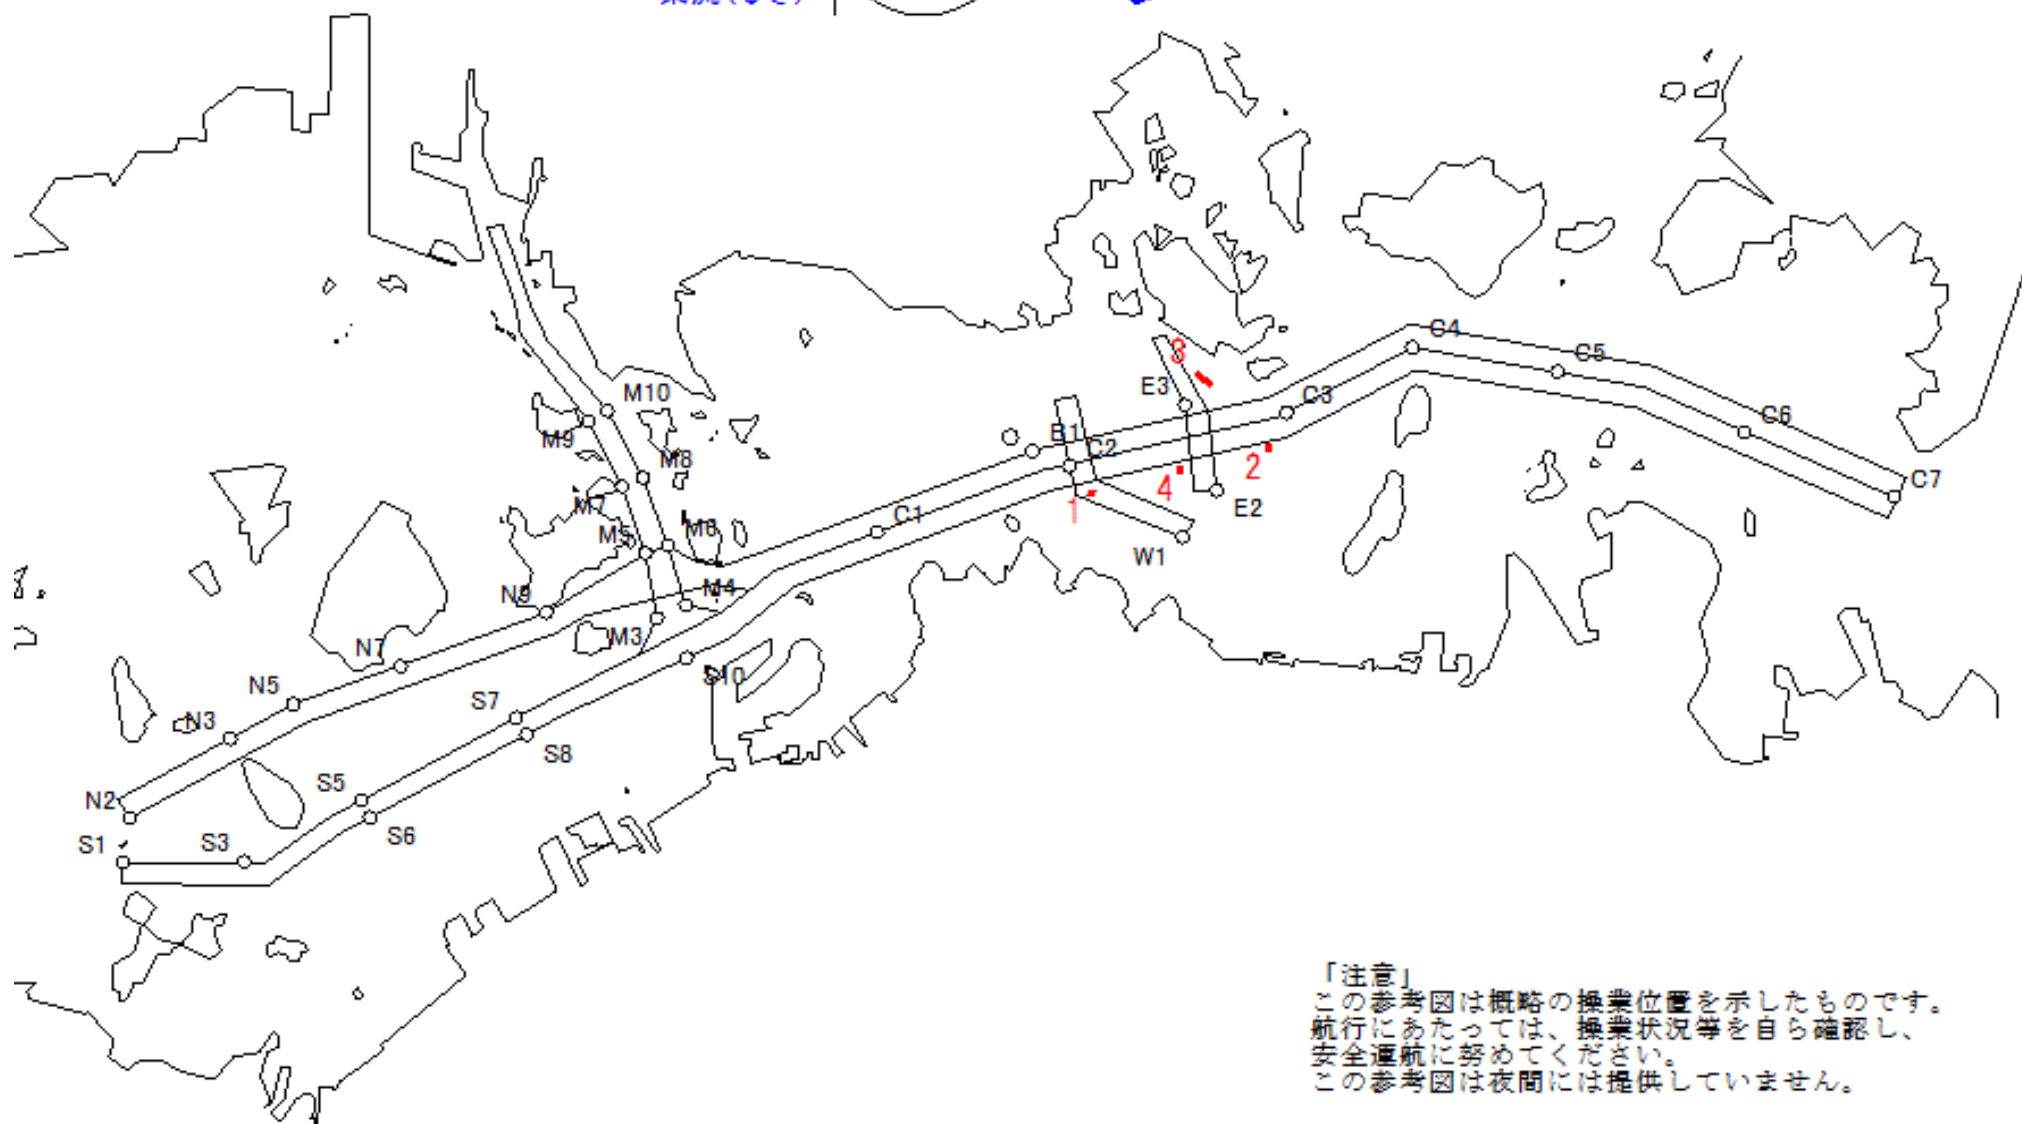 C4
3
C5
E3
M10
C3
B1
M9
C2
C6
M8
2
4
C7
M7
1
E2
C1
M5
M6
W1
N9
M4
M3
N7
S10
N5
S7
N3
S8
S5
N2
S6
S1
S3
「注意」
この参考図は概略の操業位置を示したものです。
航行にあたっては、操業状況等を自ら確認し、
安全運航に努めてください。
この参考図は夜間には提供していません。